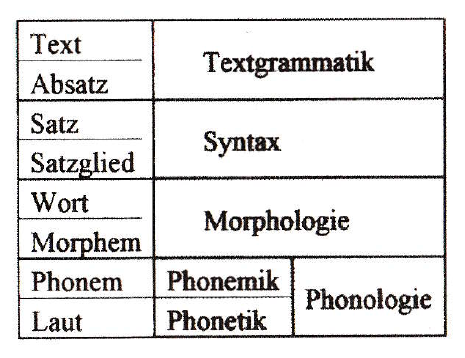 Text
Absatz
Textgrammatik
Satz
Satzglied
Syntax
Wort
Morphem
Morphologie
Phonem
Phonemik
Laut
Phonetik
Phonologie